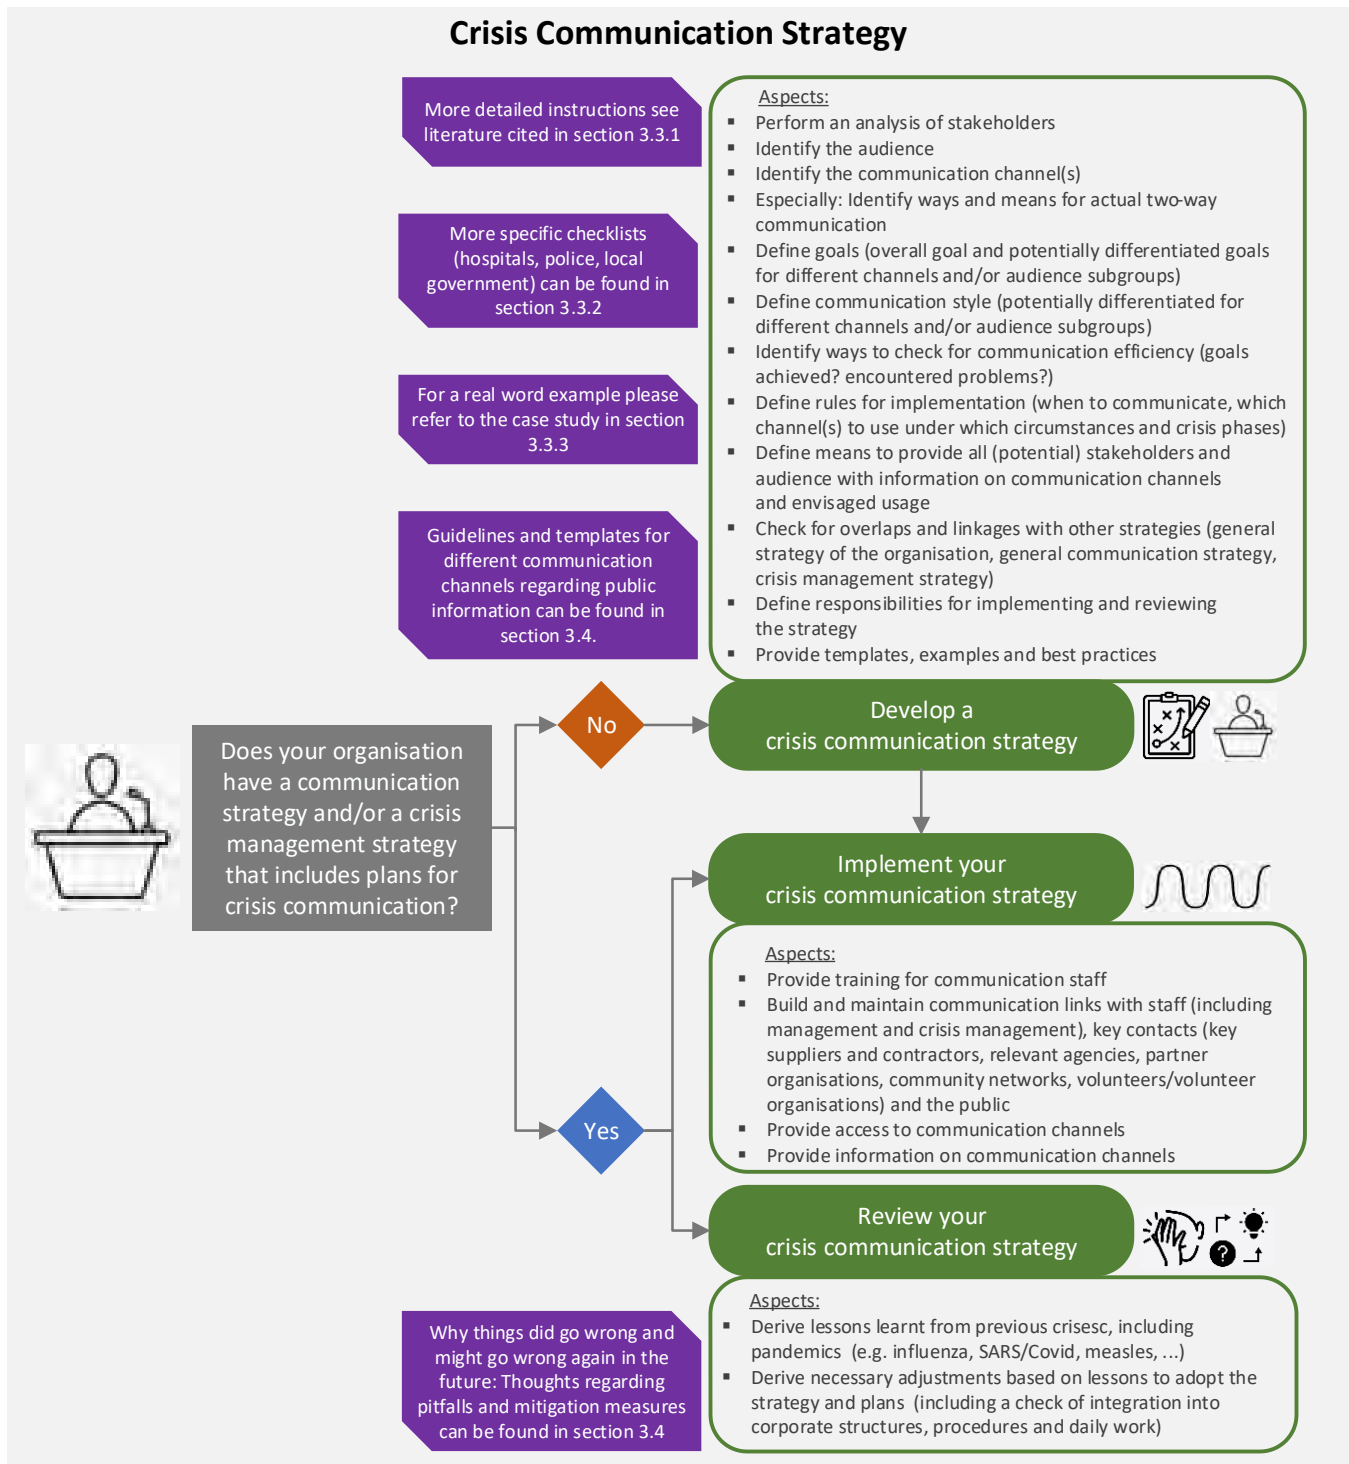 Crisis Communication Strategy
More detailed instructions see
literature cited in section 3.3.1
More specific checklists
(hospitals, police, local
government) can be found in
section 3.3.2
For a real word example please
refer to the case study in section
3.3.3
Guidelines and templates for
different communication
channels regarding public
information can be found in
section 3.4.
Aspects:
▪ Perform an analysis of stakeholders
▪ Identify the audience
▪ Identify the communication channel(s)
▪ Especially: Identify ways and means for actual two-way
communication
▪ Define goals (overall goal and potentially differentiated goals
for different channels and/or audience subgroups)
▪ Define communication style (potentially differentiated for
different channels and/or audience subgroups)
▪ Identify ways to check for communication efficiency (goals
achieved? encountered problems?)
▪ Define rules for implementation (when to communicate, which
channel(s) to use under which circumstances and crisis phases)
▪ Define means to provide all (potential) stakeholders and
audience with information on communication channels
and envisaged usage
▪ Check for overlaps and linkages with other strategies (general
strategy of the organisation, general communication strategy,
crisis management strategy)
▪ Define responsibilities for implementing and reviewing
the strategy
▪ Provide templates, examples and best practices
Does your organisation
have a communication
strategy and/or a crisis
management strategy
that includes plans for
crisis communication?
No
Develop a
crisis communication strategy
Implement your
crisis communication strategy
Aspects:
▪ Provide training for communication staff
▪ Build and maintain communication links with staff (including
management and crisis management), key contacts (key
suppliers and contractors, relevant agencies, partner
organisations, community networks, volunteers/volunteer
organisations) and the public
▪ Provide access to communication channels
▪ Provide information on communication channels
Yes
Review your
crisis communication strategy
?
Aspects:
▪ Derive lessons learnt from previous crisesc, including
pandemics (e.g. influenza, SARS/Covid, measles, ...)
▪ Derive necessary adjustments based on lessons to adopt the
strategy and plans (including a check of integration into
corporate structures, procedures and daily work)
Why things did go wrong and
might go wrong again in the
future: Thoughts regarding
pitfalls and mitigation measures
can be found in section 3.4